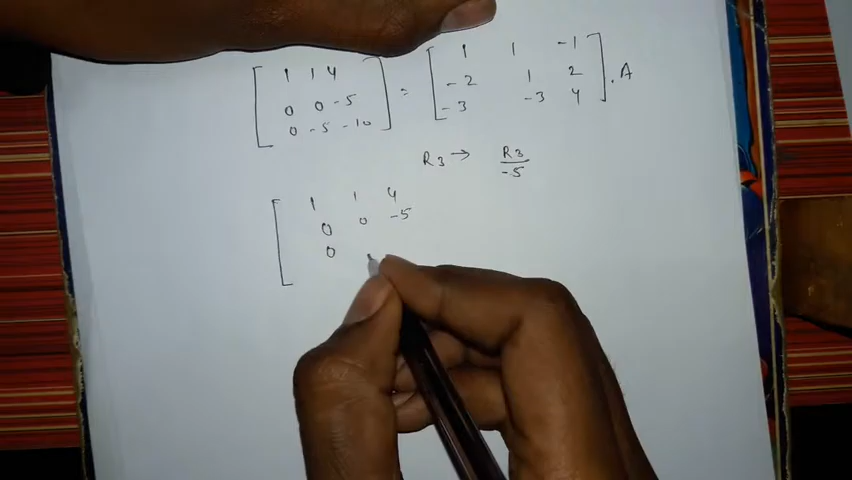 [ 1 1 4 ] = [ 1 1 -1 ] . A
[ 0 0 -5 ] [ -2 1 2 ]
[ 0 -5 -10 ] [ -3 -3 4 ]
R3 → R3 / -5
[ 1 1 4
0 0 -5
0